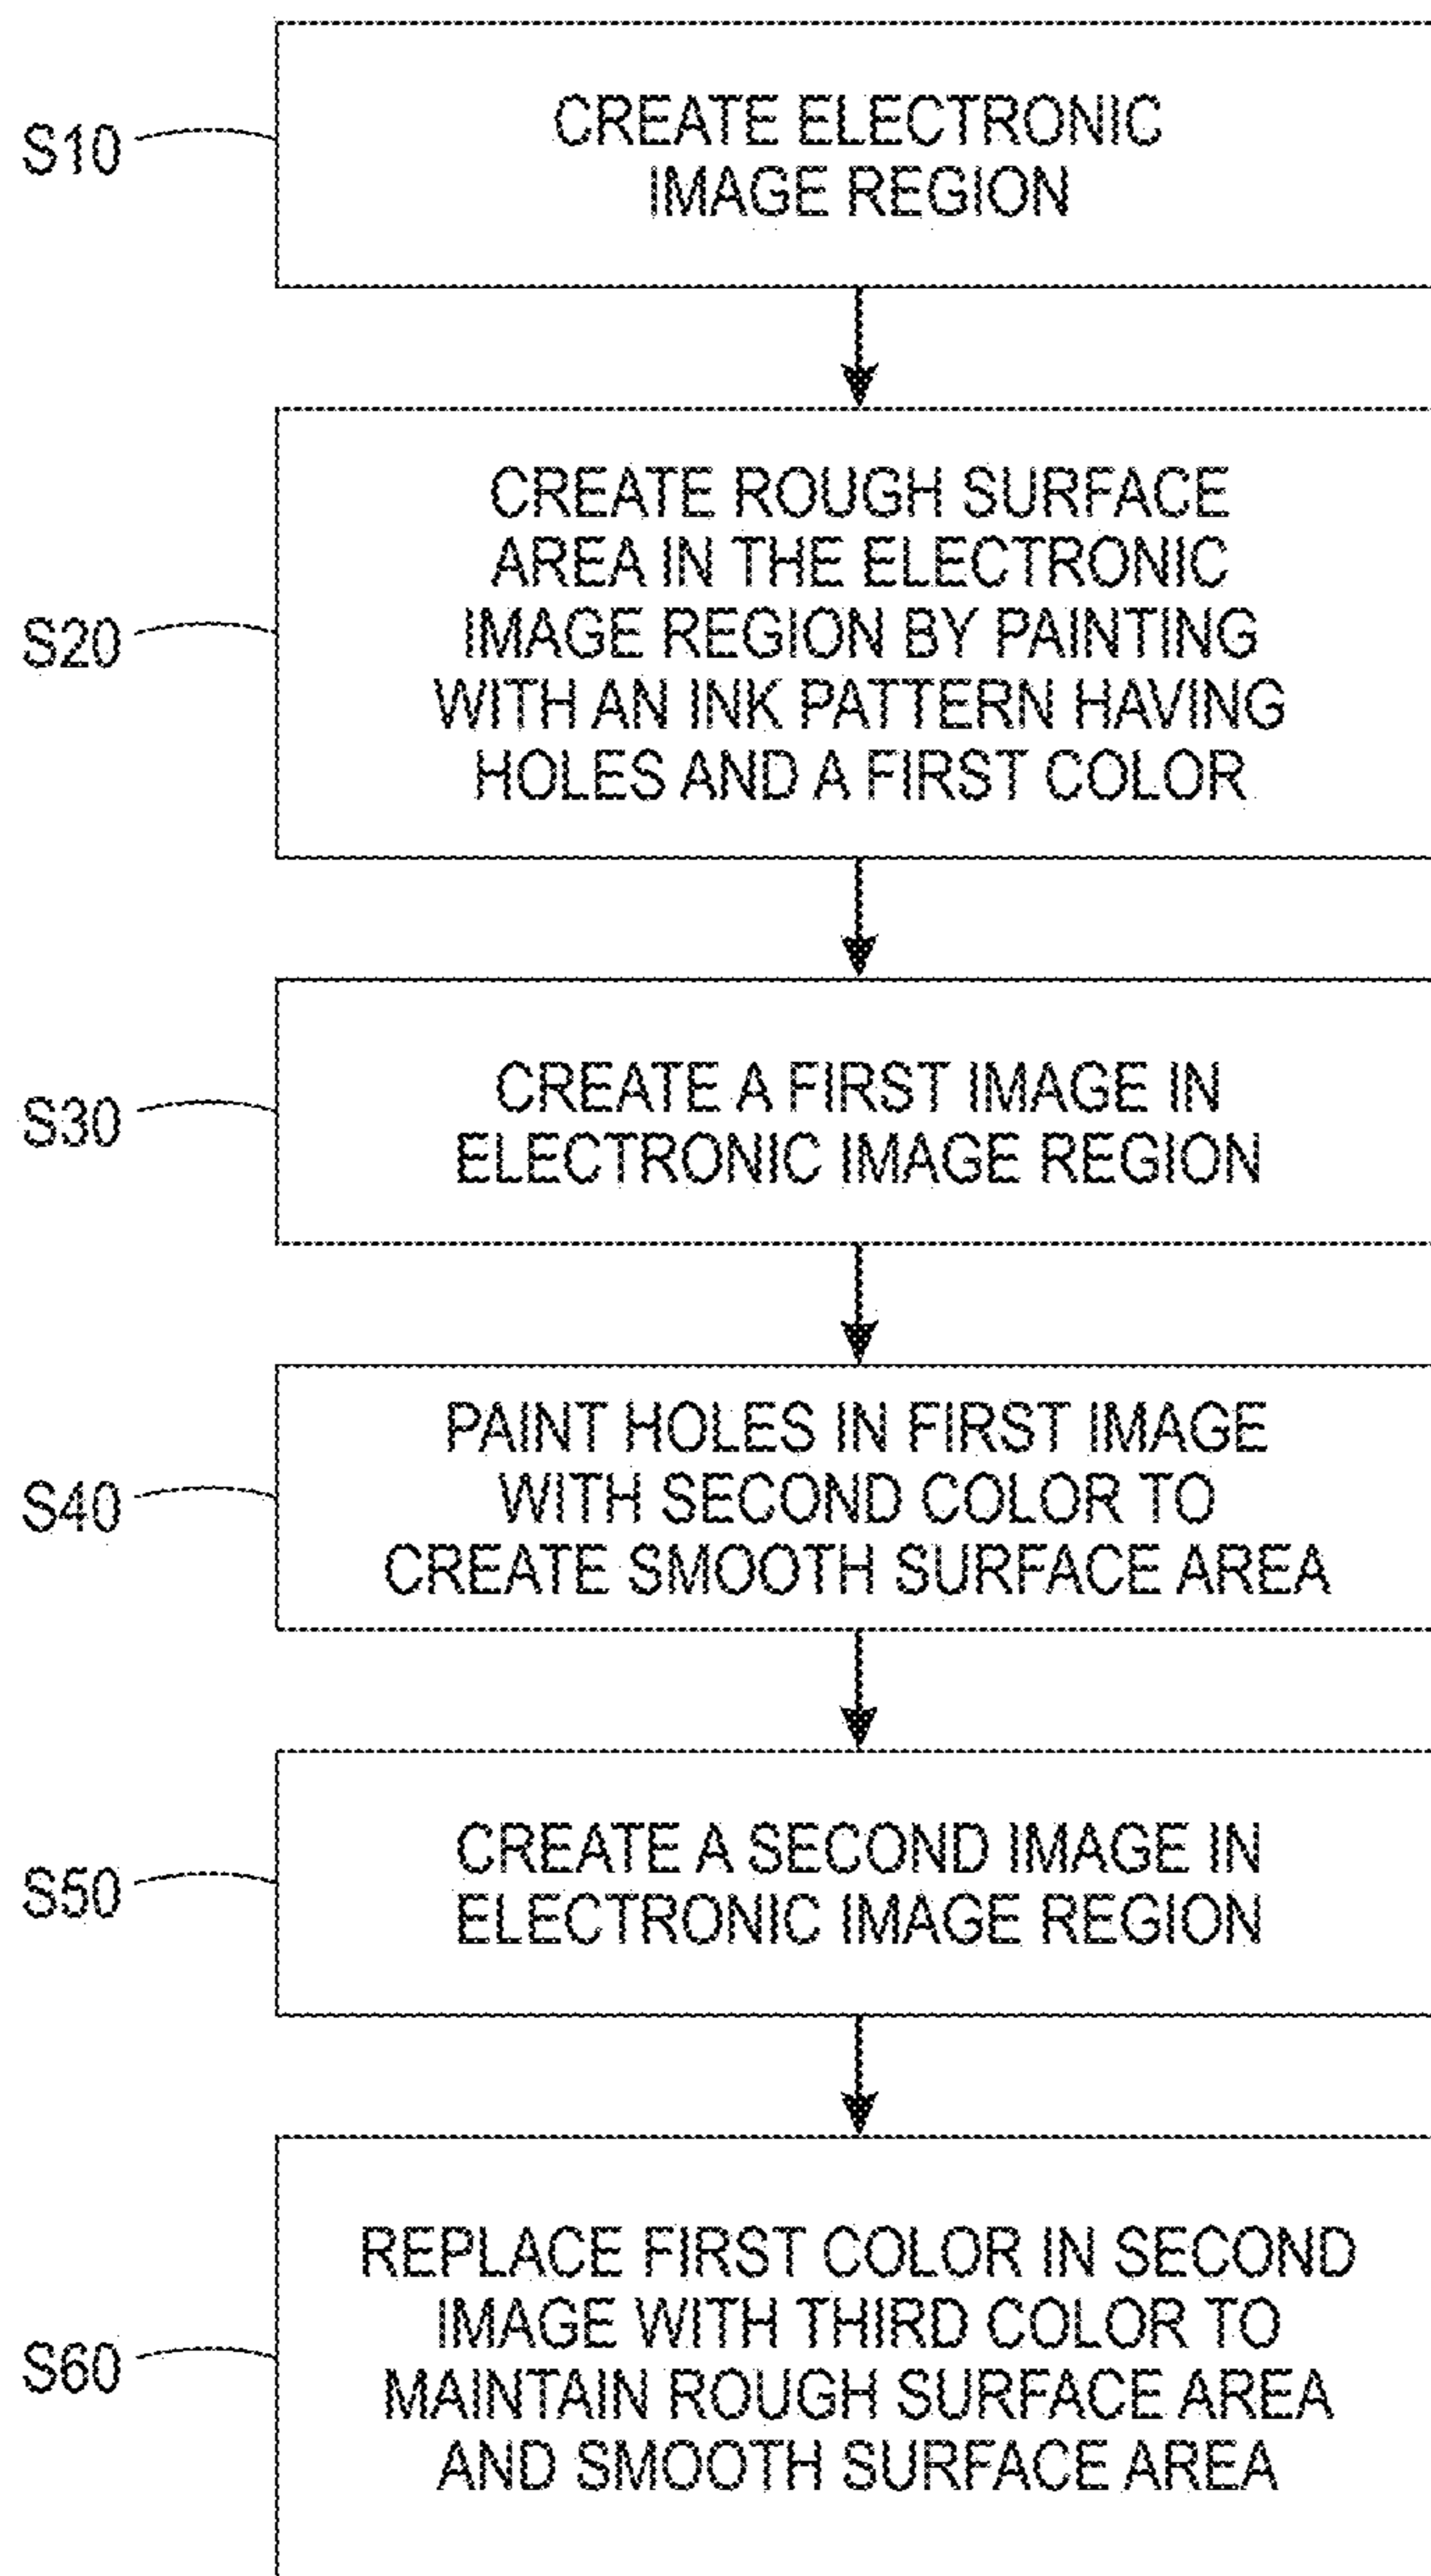 S10
CREATE ELECTRONIC
IMAGE REGION
S20
CREATE ROUGH SURFACE
AREA IN THE ELECTRONIC
IMAGE REGION BY PAINTING
WITH AN INK PATTERN HAVING
HOLES AND A FIRST COLOR
S30
CREATE A FIRST IMAGE IN
ELECTRONIC IMAGE REGION
S40
PAINT HOLES IN FIRST IMAGE
WITH SECOND COLOR TO
CREATE SMOOTH SURFACE AREA
S50
CREATE A SECOND IMAGE IN
ELECTRONIC IMAGE REGION
S60
REPLACE FIRST COLOR IN SECOND
IMAGE WITH THIRD COLOR TO
MAINTAIN ROUGH SURFACE AREA
AND SMOOTH SURFACE AREA